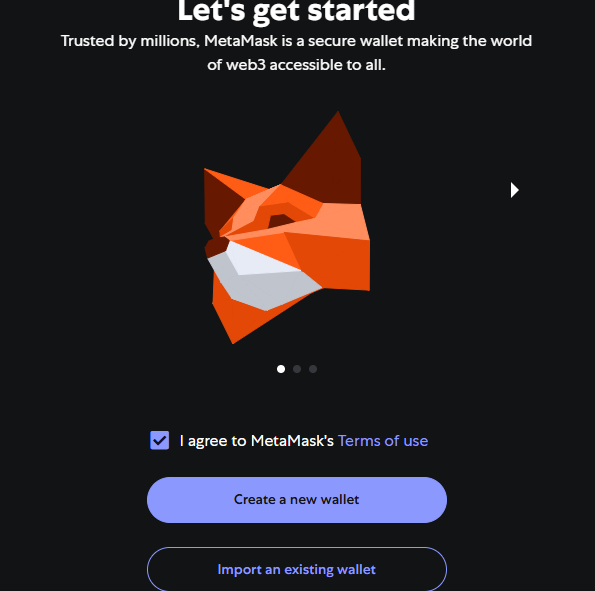 Let's get started
Trusted by millions, MetaMask is a secure wallet making the world
of web3 accessible to all.
I agree to MetaMask's Terms of use
Create a new wallet
Import an existing wallet